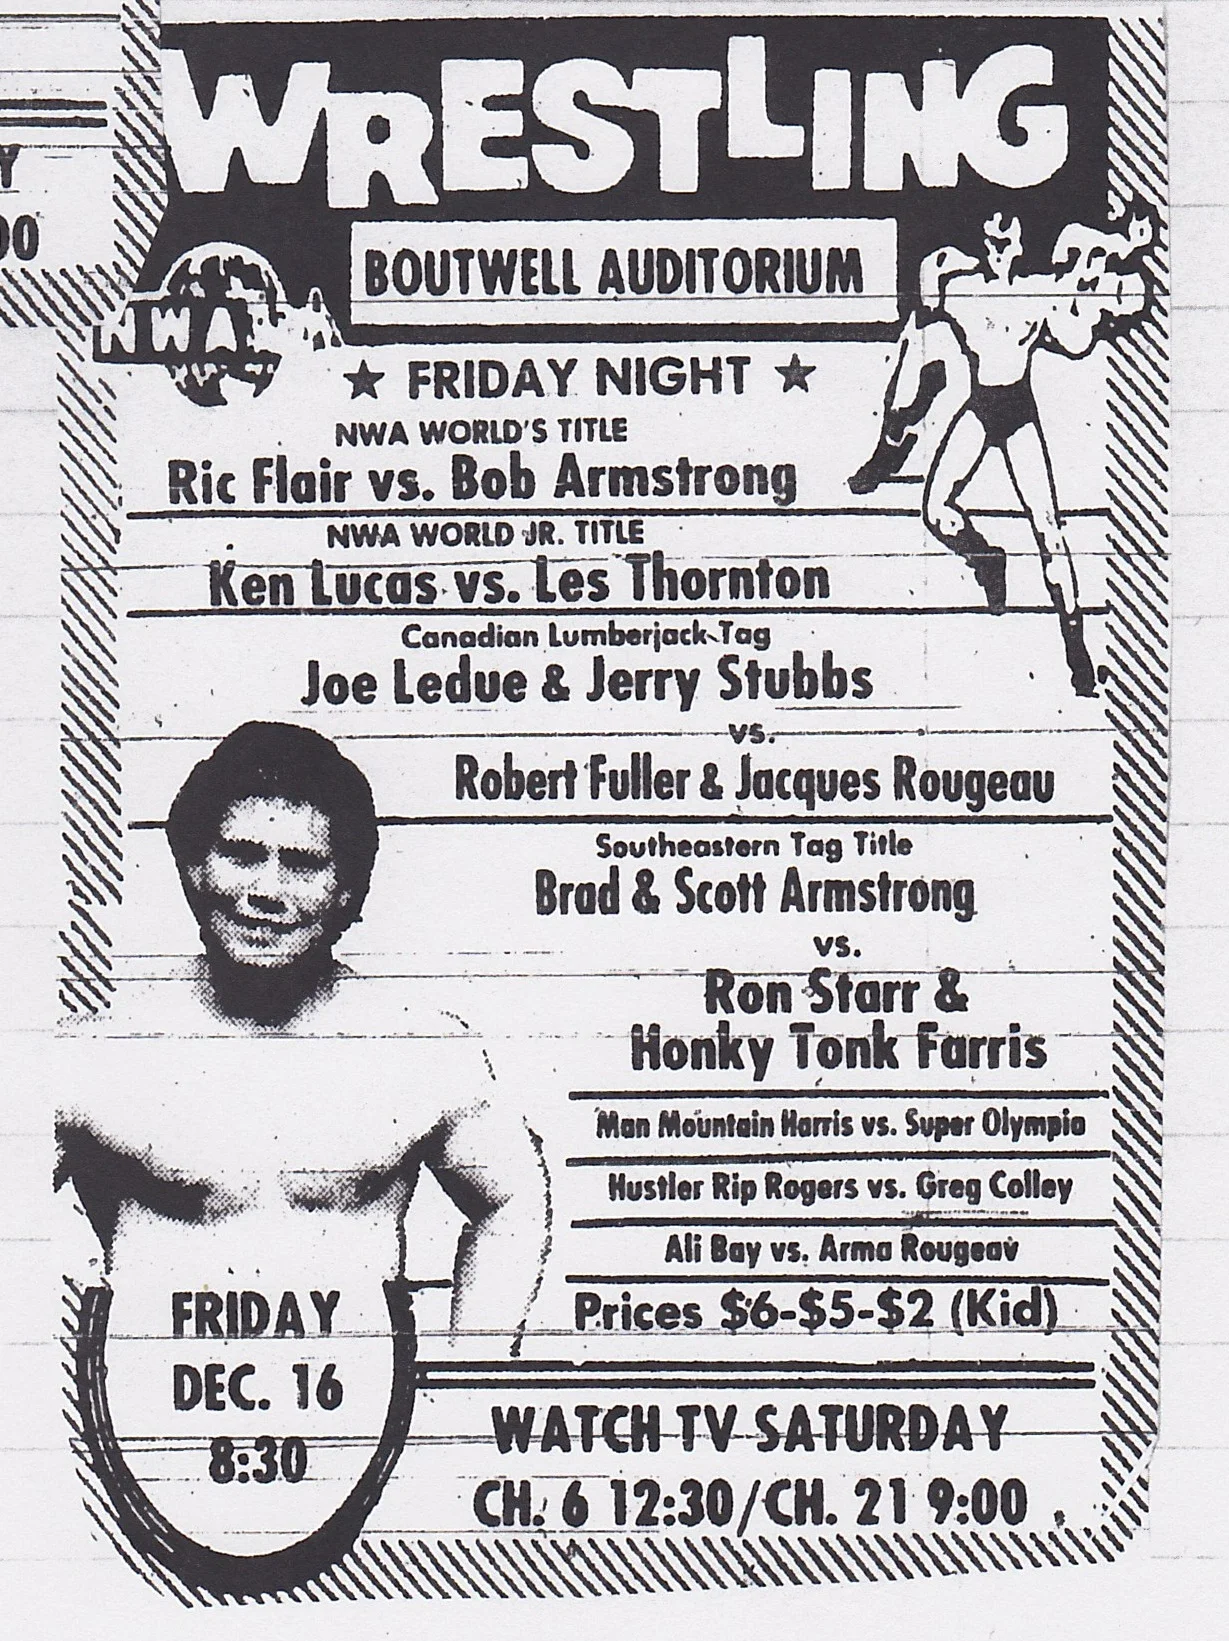 Y
00
WRESTLING
BOUTWELL AUDITORIUM
NWA
★ FRIDAY NIGHT ★
NWA WORLD'S TITLE
Ric Flair vs. Bob Armstrong
NWA WORLD JR. TITLE
Ken Lucas vs. Les Thornton
Canadian Lumberjack Tag
Joe Ledue & Jerry Stubbs
vs.
Robert Fuller & Jacques Rougeau
Southeastern Tag Title
Brad & Scott Armstrong
vs.
Ron Starr &
Honky Tonk Farris
Man Mountain Harris vs. Super Olympia
Hustler Rip Rogers vs. Greg Colley
Ali Bay vs. Arma Rougeau
Prices $6-$5-$2 (Kid)
FRIDAY
DEC. 16
8:30
WATCH TV SATURDAY
CH. 6 12:30/CH. 21 9:00